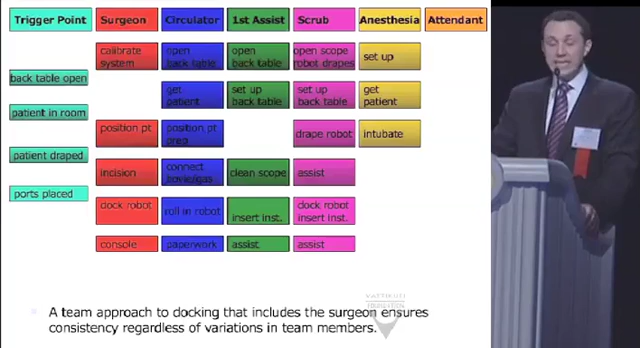 Trigger Point Surgeon Circulator 1st Assist Scrub Anesthesia Attendant
calibrate system
open back table
open back table
open scope robot drapes
set up
back table open
get patient
set up back table
set up back table
get patient
patient in room
position pt
position pt prep
drape robot
intubate
patient draped
incision
connect bovie/gas
clean scope
assist
ports placed
dock robot
roll in robot
insert inst.
dock robot insert inst.
console
paperwork
assist
assist
A team approach to docking that includes the surgeon ensures
consistency regardless of variations in team members.
VATTIKUTI
FOUNDATION